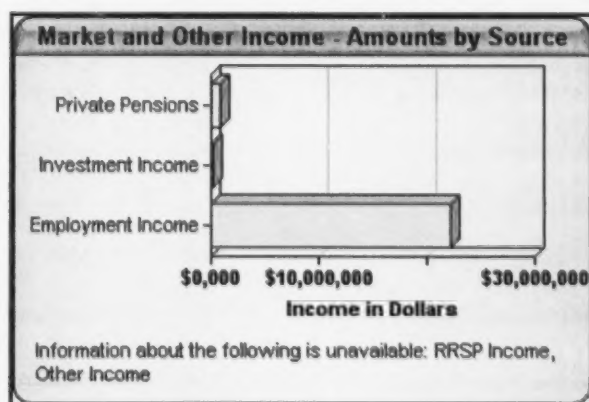 Market and Other Income - Amounts by Source
Private Pensions
Investment Income
Employment Income
$0,000 $10,000,000 $30,000,000
Income in Dollars
Information about the following is unavailable: RRSP Income,
Other Income